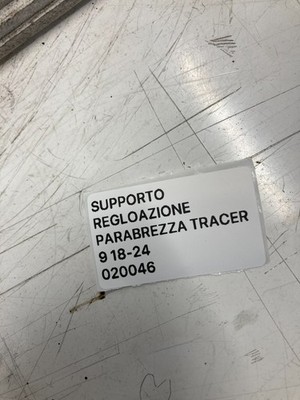 SUPPORTO
REGLOAZIONE
PARABREZZA TRACER
9 18-24
020046